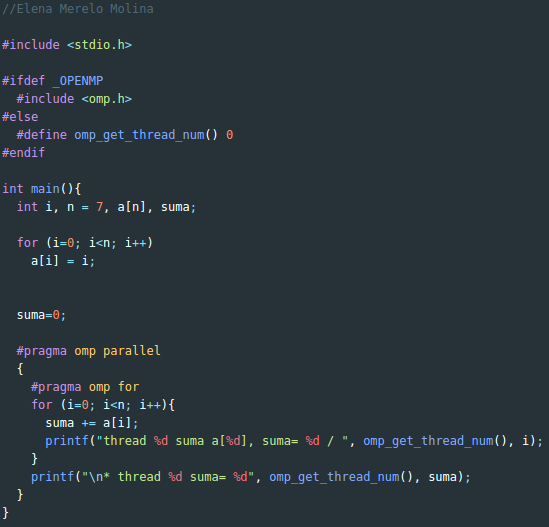 //Elena Merelo Molina
#include <stdio.h>
#ifdef _OPENMP
#include <omp.h>
#else
#define omp_get_thread_num() 0
#endif
int main(){
int i, n = 7, a[n], suma;
for (i=0; i<n; i++)
a[i] = i;
suma=0;
#pragma omp parallel
{
#pragma omp for
for (i=0; i<n; i++){
suma += a[i];
printf("thread %d suma a[%d], suma= %d / ", omp_get_thread_num(), i);
}
printf("\n* thread %d suma= %d", omp_get_thread_num(), suma);
}
}